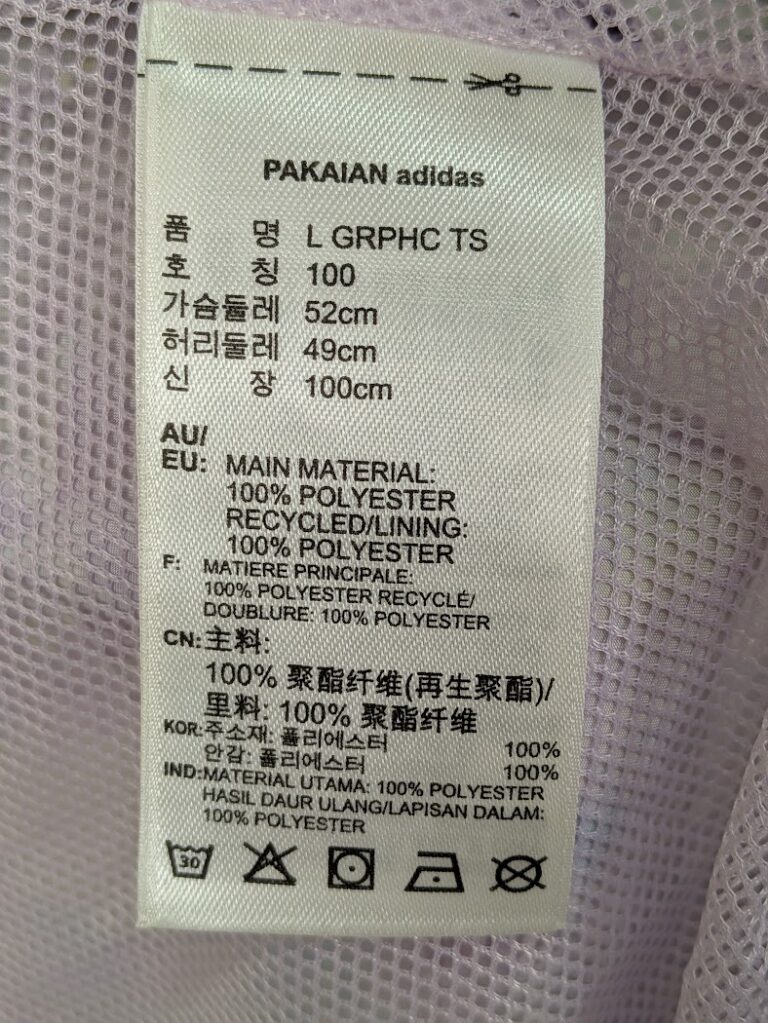 PAKAIAN adidas
품 명 L GRPHC TS
호 칭 100
가슴둘레 52cm
허리둘레 49cm
신 장 100cm
AU/
EU: MAIN MATERIAL:
100% POLYESTER
RECYCLED/LINING:
100% POLYESTER
F: MATIERE PRINCIPALE:
100% POLYESTER RECYCLÉ/
DOUBLURE: 100% POLYESTER
CN: 主料:
100% 聚酯纤维(再生聚酯)/
里料: 100% 聚酯纤维
KOR: 주소재: 폴리에스터 100%
안감: 폴리에스터 100%
IND: MATERIAL UTAMA: 100% POLYESTER
HASIL DAUR ULANG/LAPISAN DALAM:
100% POLYESTER
30